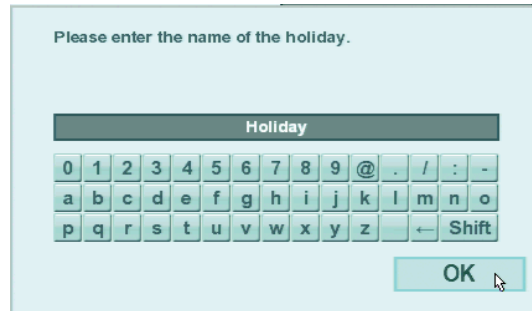 Please enter the name of the holiday.
Holiday
0 1 2 3 4 5 6 7 8 9 @ . / : -
a b c d e f g h i j k l m n o
p q r s t u v w x y z ← Shift
OK